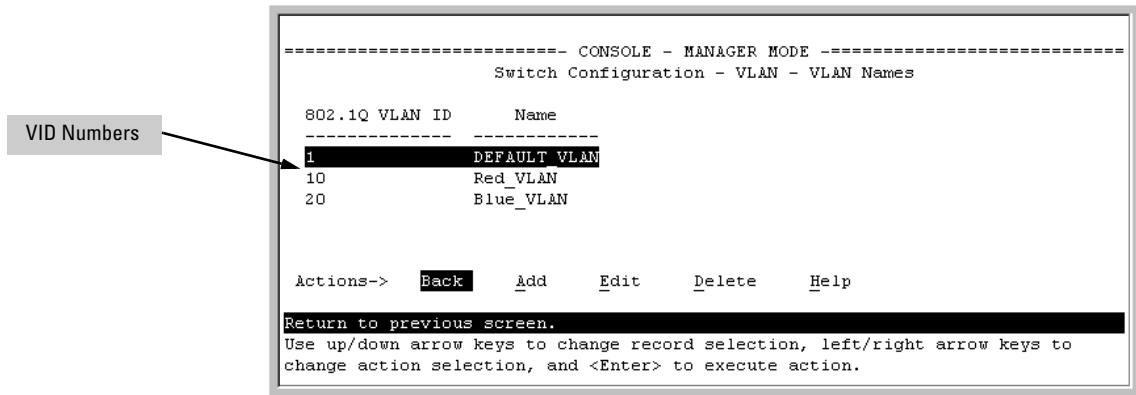 ===========================- CONSOLE - MANAGER MODE -============================
Switch Configuration - VLAN - VLAN Names
802.1Q VLAN ID Name
-------------- ------------
VID Numbers
1 DEFAULT_VLAN
10 Red_VLAN
20 Blue_VLAN
Actions-> Back Add Edit Delete Help
Return to previous screen.
Use up/down arrow keys to change record selection, left/right arrow keys to
change action selection, and <Enter> to execute action.